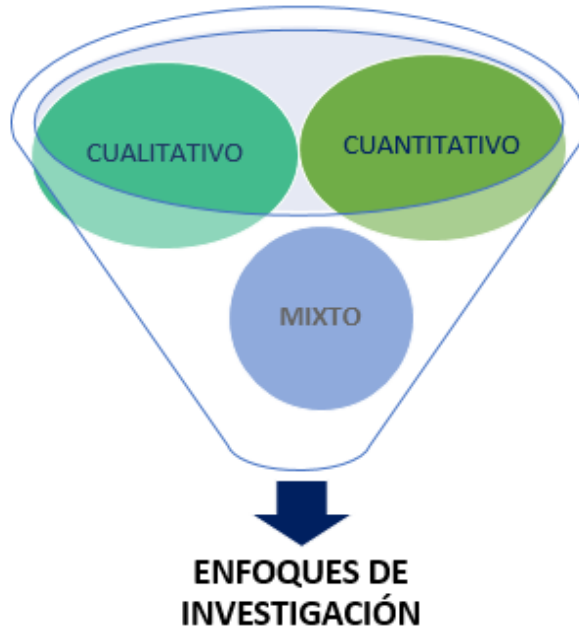 CUALITATIVO
CUANTITATIVO
MIXTO
ENFOQUES DE
INVESTIGACIÓN